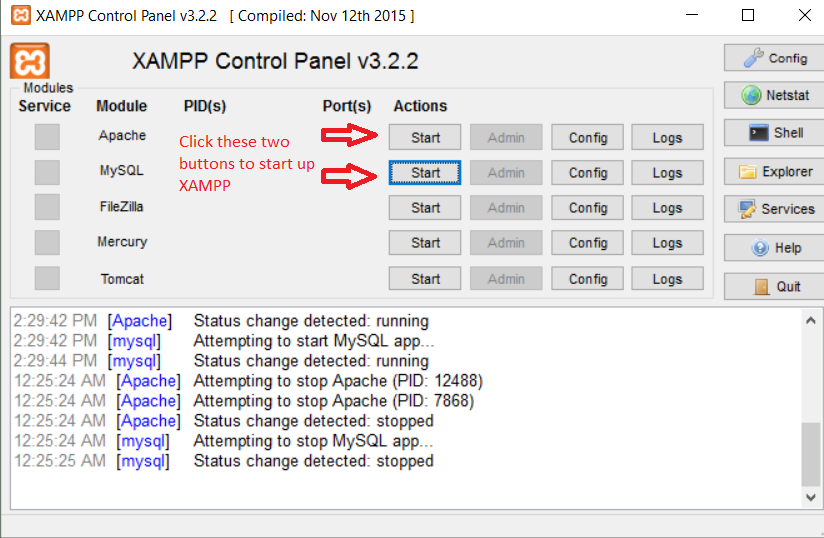 XAMPP Control Panel v3.2.2 [ Compiled: Nov 12th 2015 ]
XAMPP Control Panel v3.2.2
Modules
Service Module PID(s) Port(s) Actions
Apache Start Admin Config Logs
MySQL Start Admin Config Logs
FileZilla Start Admin Config Logs
Mercury Start Admin Config Logs
Tomcat Start Admin Config Logs
Click these two
buttons to start up
XAMPP
Config
Netstat
Shell
Explorer
Services
Help
Quit
2:29:42 PM [Apache] Status change detected: running
2:29:42 PM [mysql] Attempting to start MySQL app...
2:29:44 PM [mysql] Status change detected: running
12:25:24 AM [Apache] Attempting to stop Apache (PID: 12488)
12:25:24 AM [Apache] Attempting to stop Apache (PID: 7868)
12:25:24 AM [Apache] Status change detected: stopped
12:25:24 AM [mysql] Attempting to stop MySQL app...
12:25:25 AM [mysql] Status change detected: stopped